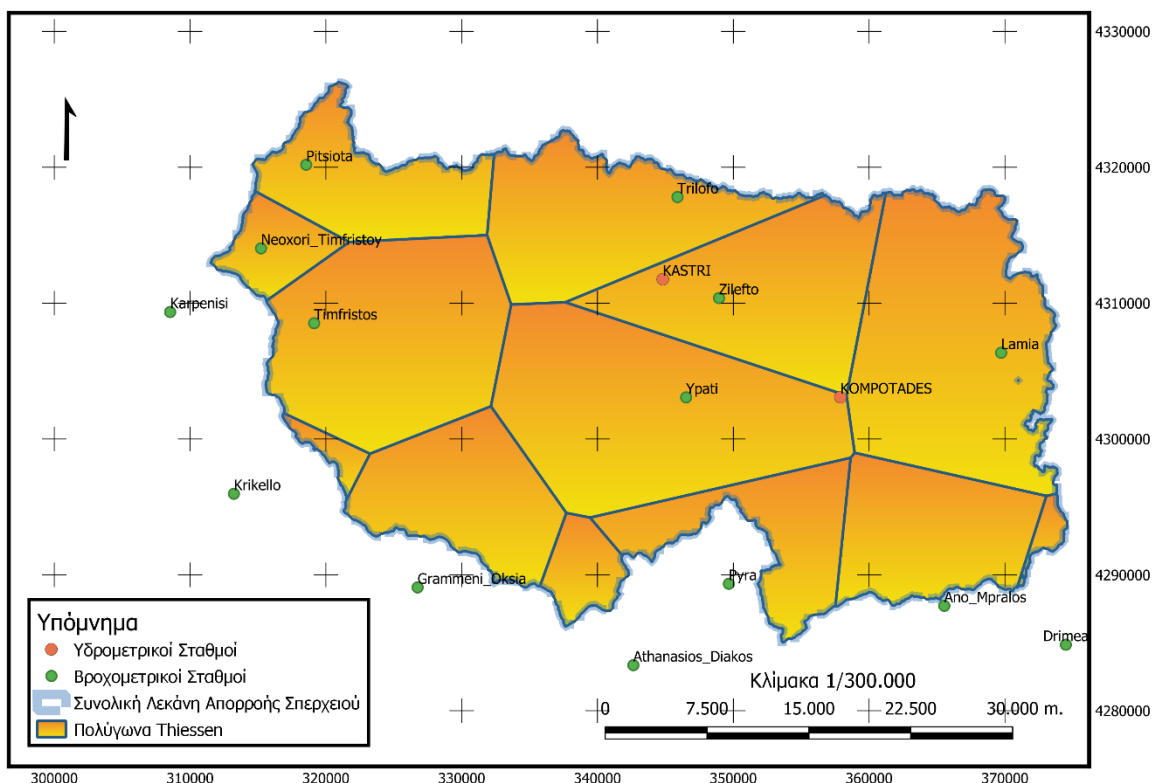 4330000
Pitsiota
4320000
Trilofo
Neoxori_Timfristoy
KASTRI
Zilefto
4310000
Karpenisi
Timfristos
Lamia
Ypati
KOMPOTADES
4300000
Krikello
Grammeni_Oksia
Pyra
4290000
Ano_Mpralos
Drimea
Athanasios_Diakos
Υπόμνημα
Υδρομετρικοί Σταθμοί
Βροχομετρικοί Σταθμοί
Συνολική Λεκάνη Απορροής Σπερχειού
Πολύγωνα Thiessen
Κλίμακα 1/300.000
0 7.500 15.000 22.500 30.000 m.
4280000
300000 310000 320000 330000 340000 350000 360000 370000